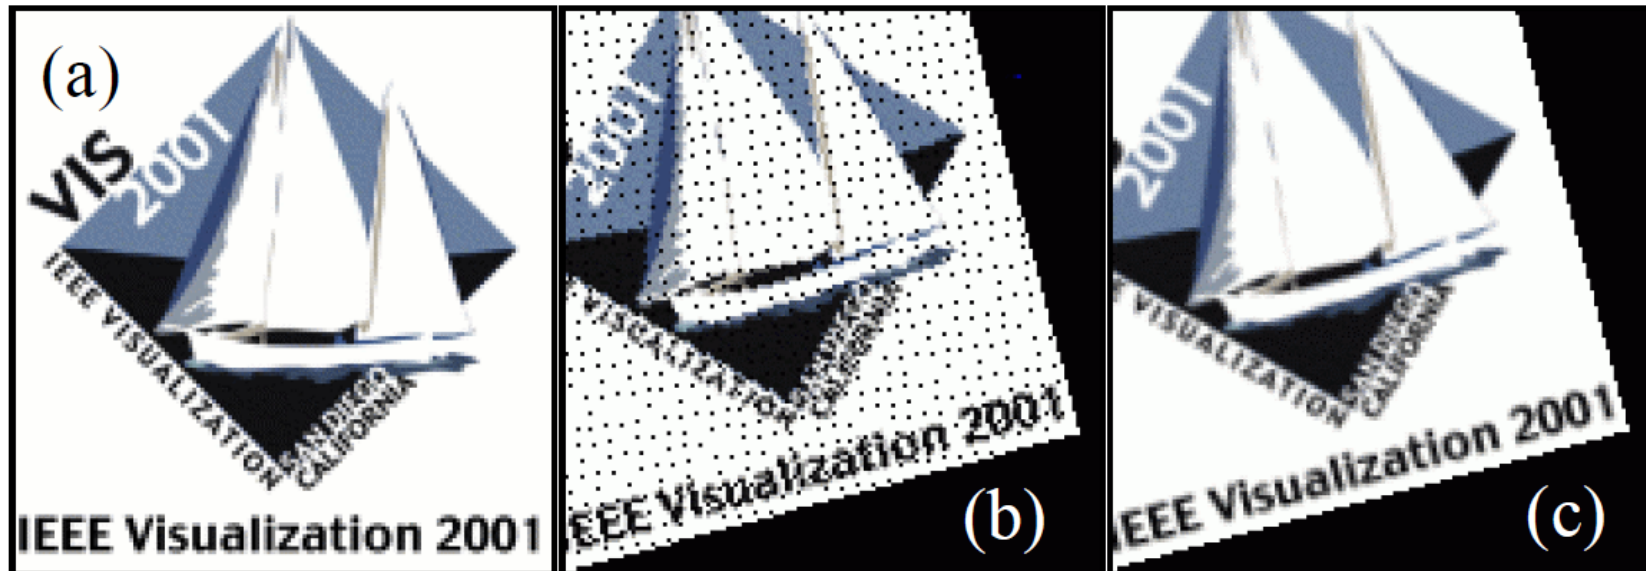 (a)
VIS
2001
IEEE VISUALIZATION
SAN DIEGO
CALIFORNIA
IEEE Visualization 2001
(b)
2001
VISUALIZATION
SAN DIEGO
CALIFORNIA
IEEE Visualization 2001
(c)
2001
VISUALIZATION
SAN DIEGO
CALIFORNIA
IEEE Visualization 2001